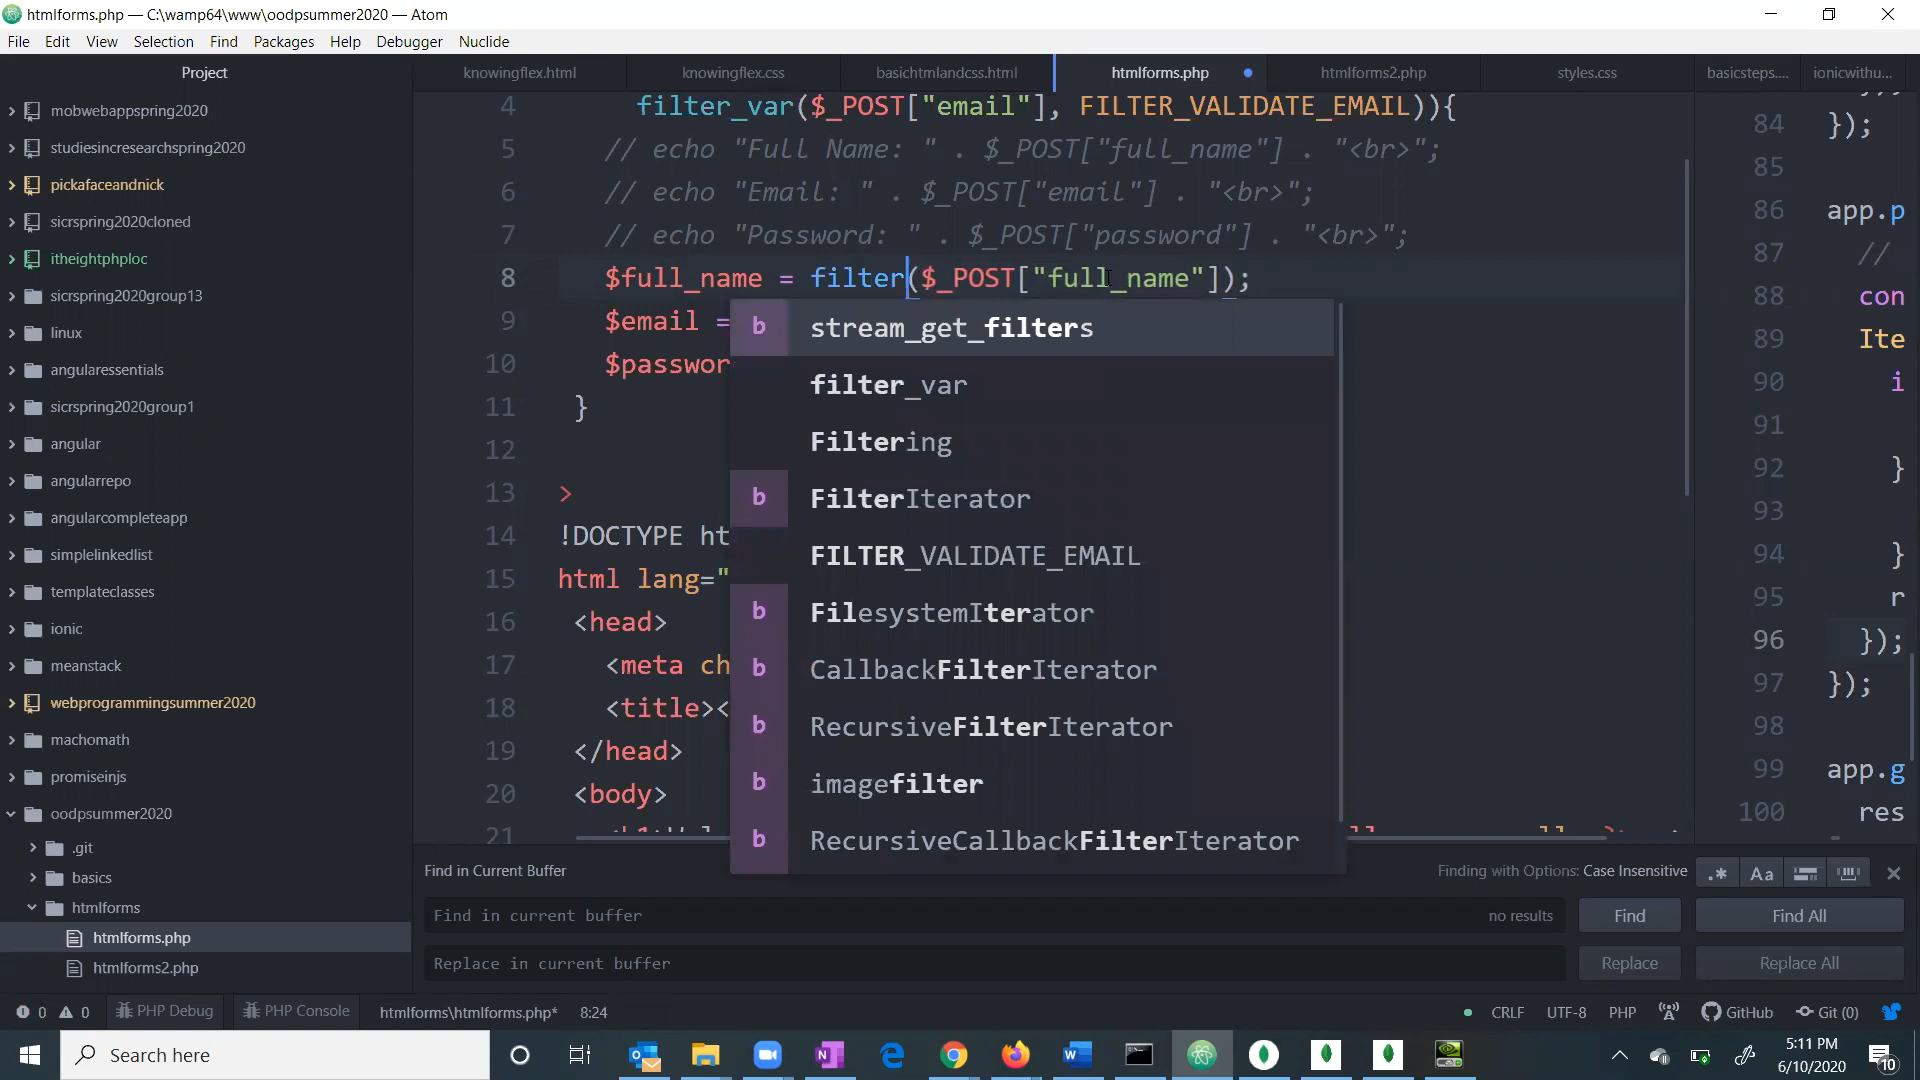 htmlforms.php — C:\wamp64\www\oodpsummer2020 — Atom
File Edit View Selection Find Packages Help Debugger Nuclide
Project
knowingflex.html knowingflex.css basichtmlandcss.html htmlforms.php htmlforms2.php styles.css basicsteps.... ionicwithu...
mobwebappspring2020
studiesincresearchspring2020
pickafaceandnick
sicrspring2020cloned
itheightphploc
sicrspring2020group13
linux
angularessentials
sicrspring2020group1
angular
angularrepo
angularcompleteapp
simplelinkedlist
templateclasses
ionic
meanstack
webprogrammingsummer2020
machomath
promiseinjs
oodpsummer2020
.git
basics
htmlforms
htmlforms.php
htmlforms2.php
4 filter_var($_POST["email"], FILTER_VALIDATE_EMAIL)){
5 // echo "Full Name: " . $_POST["full_name"] . "<br>";
6 // echo "Email: " . $_POST["email"] . "<br>";
7 // echo "Password: " . $_POST["password"] . "<br>";
8 $full_name = filter($_POST["full_name"]);
9 $email =
10 $passwor
11 }
12
13 >
14 !DOCTYPE ht
15 html lang="
16 <head>
17 <meta ch
18 <title><
19 </head>
20 <body>
21
b stream_get_filters
filter_var
Filtering
b FilterIterator
FILTER_VALIDATE_EMAIL
b FilesystemIterator
b CallbackFilterIterator
b RecursiveFilterIterator
b imagefilter
b RecursiveCallbackFilterIterator
84 });
85
86 app.p
87 //
88 con
89 Ite
90 i
91
92 }
93
94 }
95 r
96 });
97 });
98
99 app.g
100 res
Find in Current Buffer
Finding with Options: Case Insensitive
.* Aa
Find in current buffer no results Find Find All
Replace in current buffer Replace Replace All
0 0 PHP Debug PHP Console htmlforms\htmlforms.php* 8:24 CRLF UTF-8 PHP GitHub Git (0)
Search here
5:11 PM
6/10/2020
10